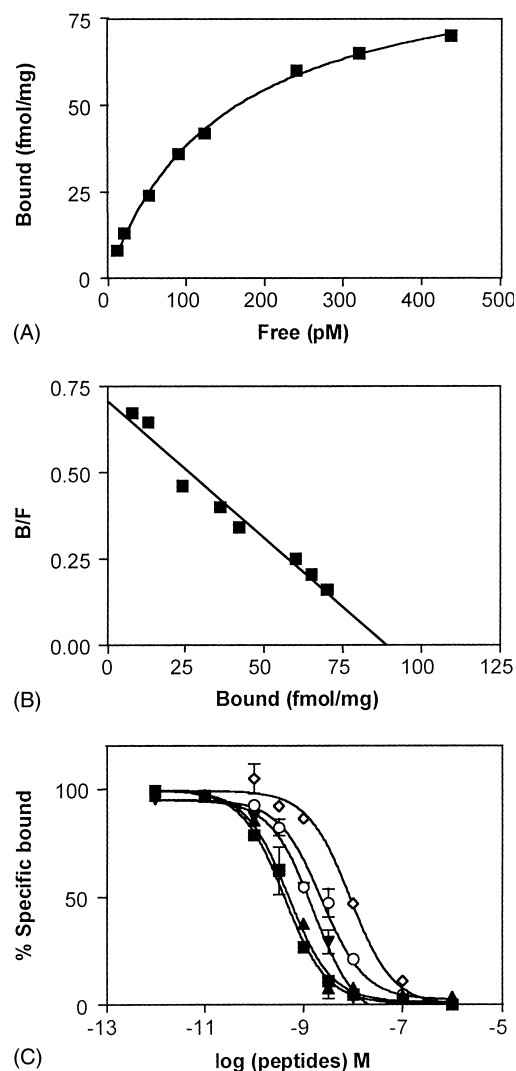 75
50
25
0
Bound (fmol/mg)
0 100 200 300 400 500
Free (pM)
(A)
0.75
0.50
0.25
0.00
B/F
0 25 50 75 100 125
Bound (fmol/mg)
(B)
100
50
0
% Specific bound
-13 -11 -9 -7 -5
log (peptides) M
(C)